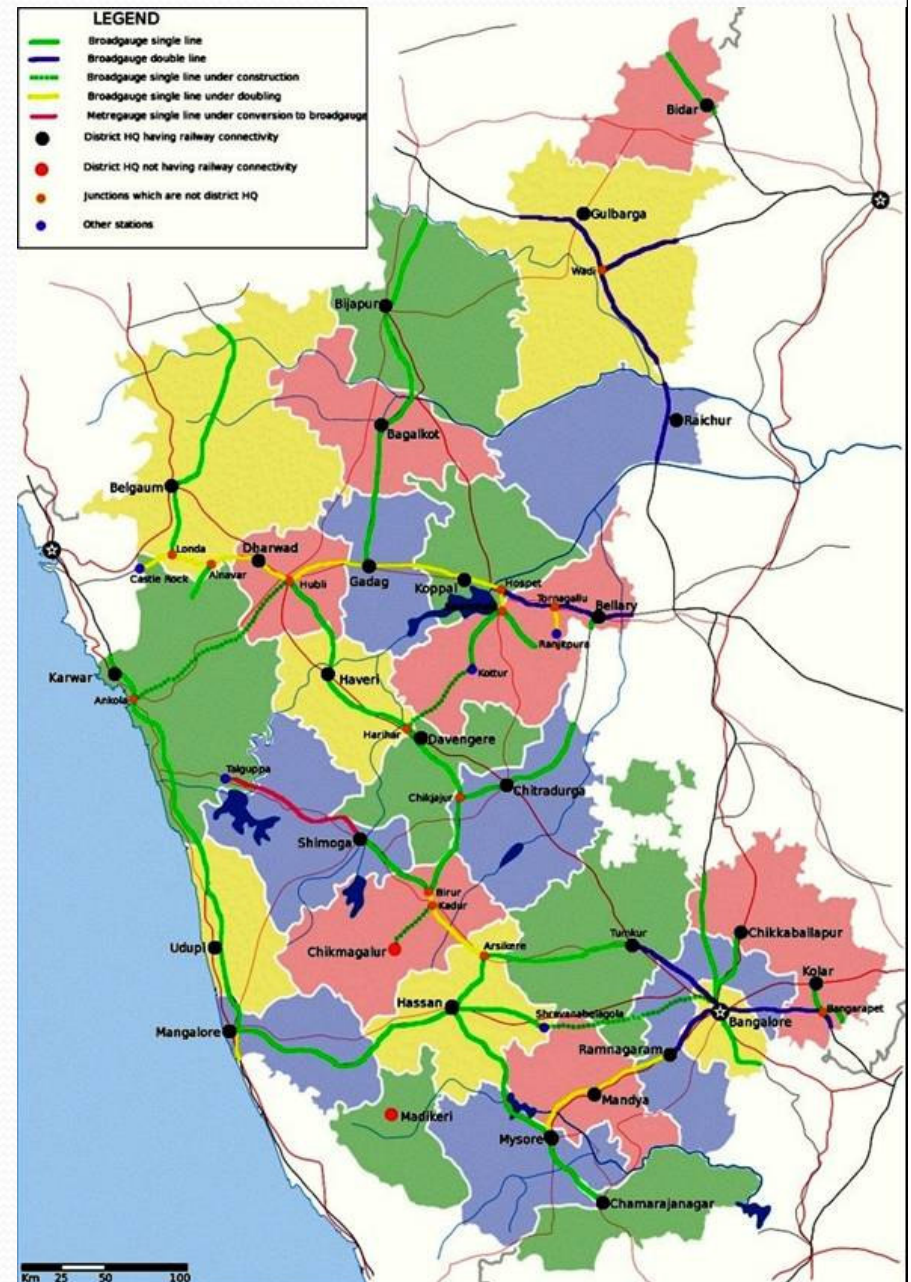 LEGEND
Broadgauge single line
Broadgauge double line
Broadgauge single line under construction
Broadgauge single line under doubling
Metregauge single line under conversion to broadgauge
District HQ having railway connectivity
District HQ not having railway connectivity
Junctions which are not district HQ
Other stations
Bidar
Gulbarga
Wadi
Bijapur
Raichur
Bagalkot
Belgaum
Londa
Dharwad
Castle Rock
Alnavar
Hubli
Gadag
Koppal
Hospet
Tornagallu
Bellary
Ranjitpura
Karwar
Haveri
Kottur
Ankola
Harihar
Davengere
Talguppa
Chikjajur
Chitradurga
Shimoga
Birur
Kadur
Chikmagalur
Arsikere
Tumkur
Chikkaballapur
Udupi
Kolar
Hassan
Shravanabelagola
Bangarapet
Bangalore
Mangalore
Ramnagaram
Mandya
Madikeri
Mysore
Chamarajanagar
Km 25 50 100